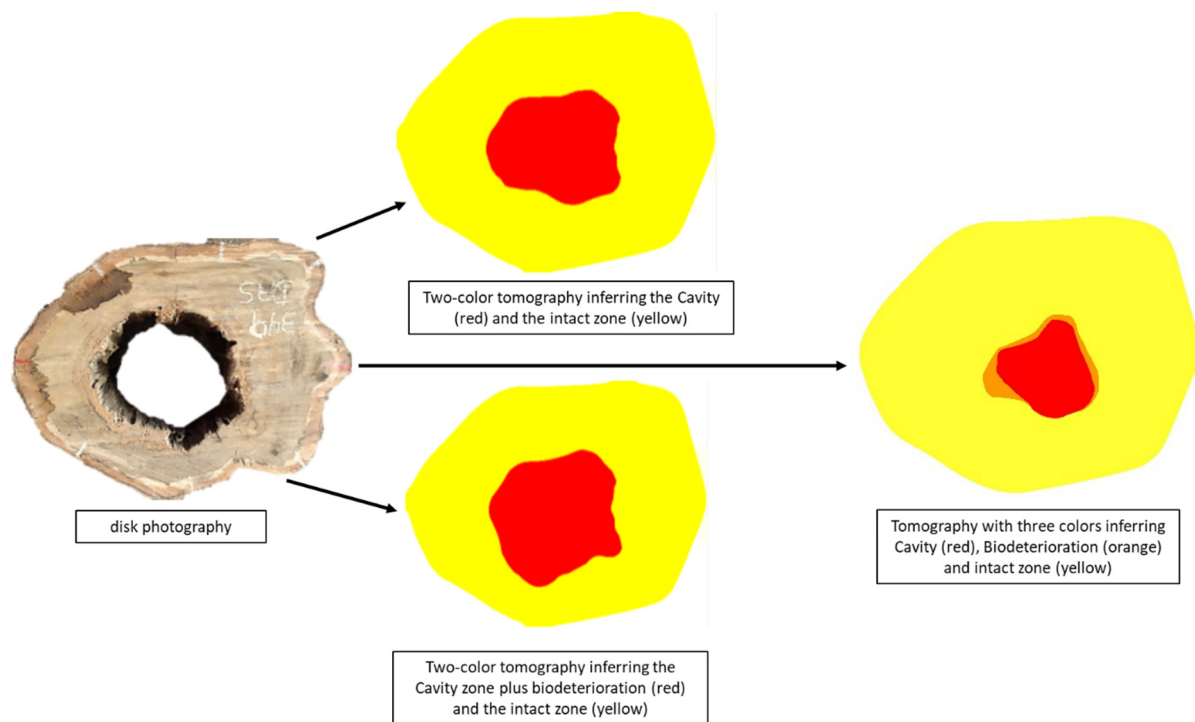 Two-color tomography inferring the Cavity
(red) and the intact zone (yellow)
disk photography
Tomography with three colors inferring
Cavity (red), Biodeterioration (orange)
and intact zone (yellow)
Two-color tomography inferring the
Cavity zone plus biodeterioration (red)
and the intact zone (yellow)